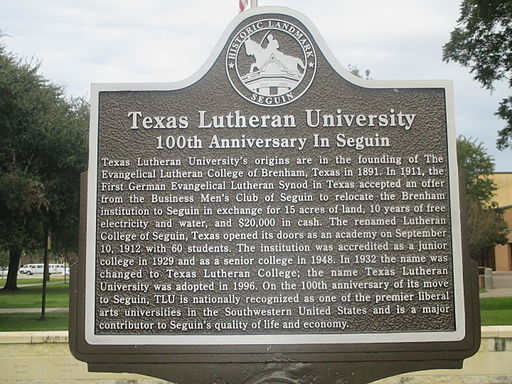 HISTORIC LANDMARK
SEGUIN
Texas Lutheran University
100th Anniversary In Seguin
Texas Lutheran University's origins are in the founding of The
Evangelical Lutheran College of Brenham, Texas in 1891. In 1911, the
First German Evangelical Lutheran Synod in Texas accepted an offer
from the Business Men's Club of Seguin to relocate the Brenham
institution to Seguin in exchange for 15 acres of land, 10 years of free
electricity and water, and $20,000 in cash. The renamed Lutheran
College of Seguin, Texas opened its doors as an academy on September
10, 1912 with 60 students. The institution was accredited as a junior
college in 1929 and as a senior college in 1948. In 1932 the name was
changed to Texas Lutheran College; the name Texas Lutheran
University was adopted in 1996. On the 100th anniversary of its move
to Seguin, TLU is nationally recognized as one of the premier liberal
arts universities in the Southwestern United States and is a major
contributor to Seguin's quality of life and economy.